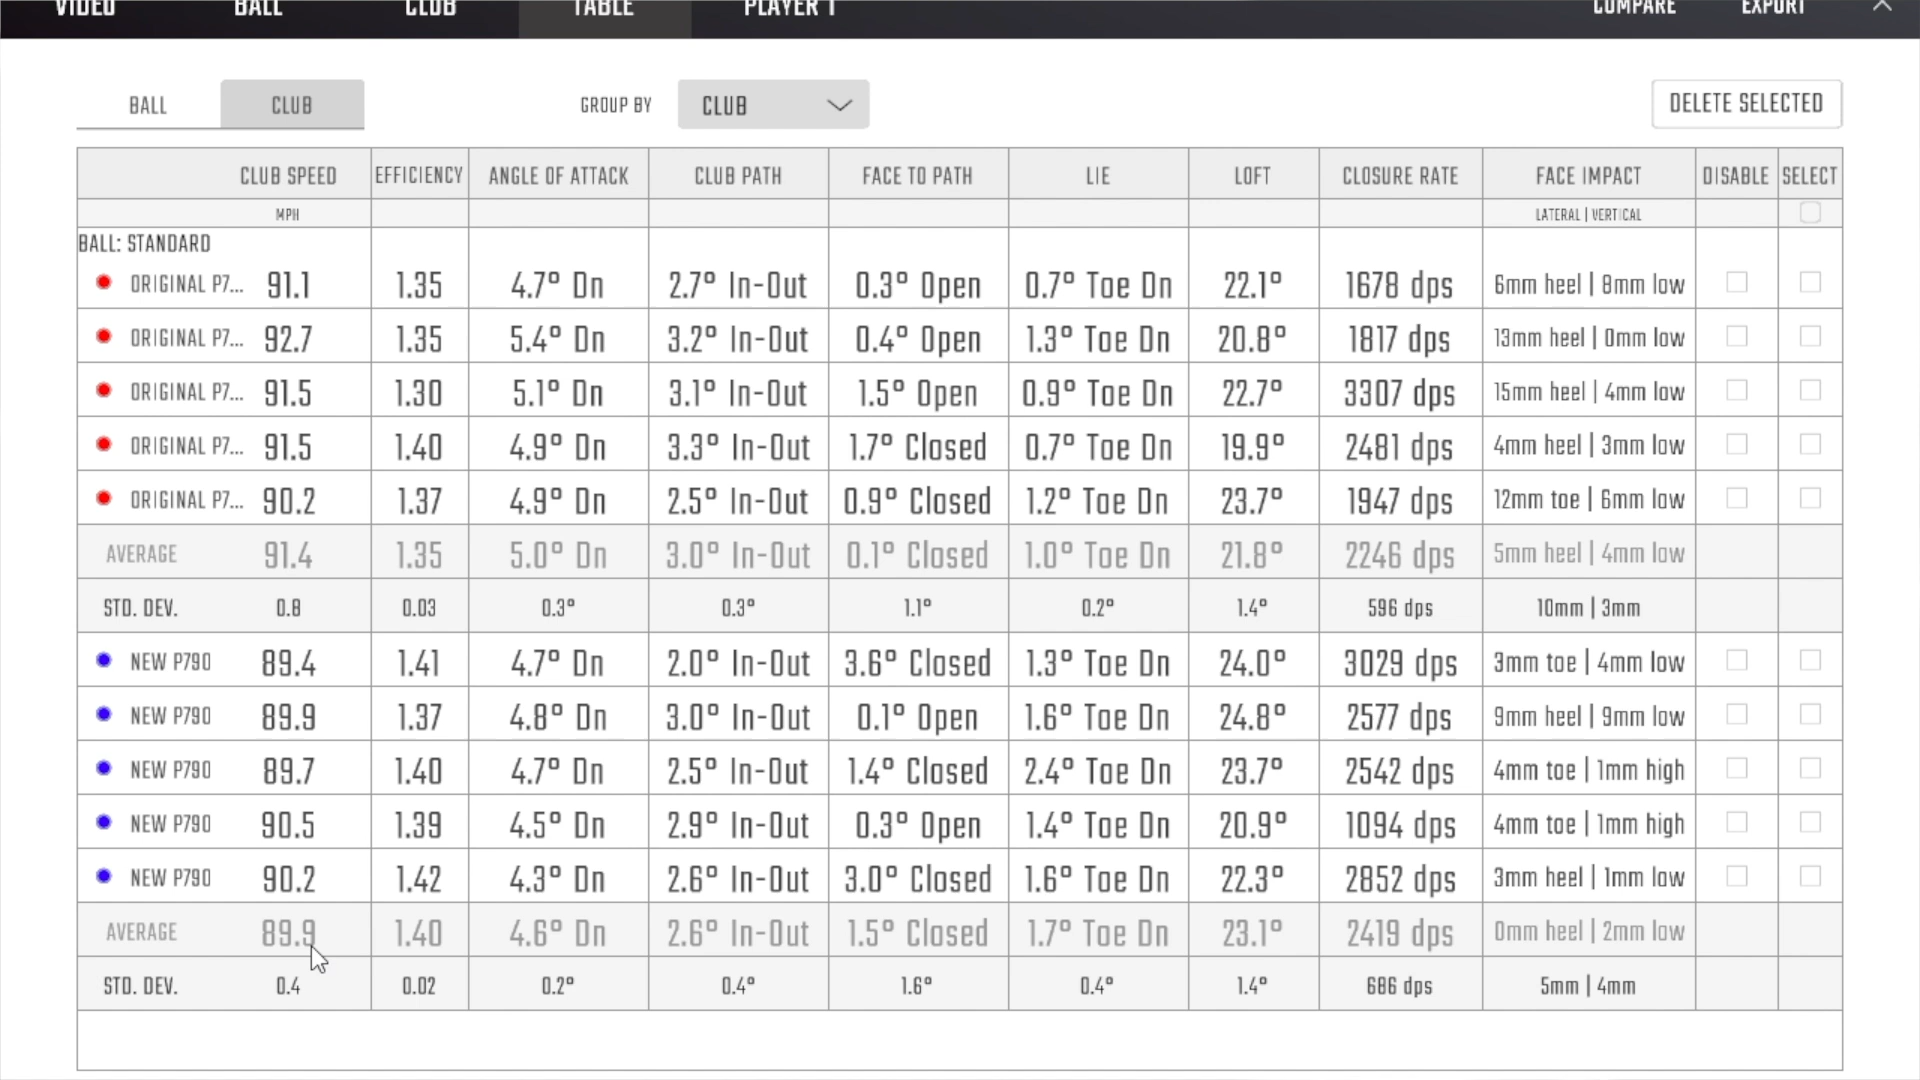 VIDEO BALL CLUB TABLE PLAYER 1 COMPARE EXPORT
BALL CLUB GROUP BY CLUB DELETE SELECTED
CLUB SPEED EFFICIENCY ANGLE OF ATTACK CLUB PATH FACE TO PATH LIE LOFT CLOSURE RATE FACE IMPACT DISABLE SELECT
MPH LATERAL | VERTICAL
BALL: STANDARD
ORIGINAL P7... 91.1 1.35 4.7° Dn 2.7° In-Out 0.3° Open 0.7° Toe Dn 22.1° 1678 dps 6mm heel | 8mm low
ORIGINAL P7... 92.7 1.35 5.4° Dn 3.2° In-Out 0.4° Open 1.3° Toe Dn 20.8° 1817 dps 13mm heel | 0mm low
ORIGINAL P7... 91.5 1.30 5.1° Dn 3.1° In-Out 1.5° Open 0.9° Toe Dn 22.7° 3307 dps 15mm heel | 4mm low
ORIGINAL P7... 91.5 1.40 4.9° Dn 3.3° In-Out 1.7° Closed 0.7° Toe Dn 19.9° 2481 dps 4mm heel | 3mm low
ORIGINAL P7... 90.2 1.37 4.9° Dn 2.5° In-Out 0.9° Closed 1.2° Toe Dn 23.7° 1947 dps 12mm toe | 6mm low
AVERAGE 91.4 1.35 5.0° Dn 3.0° In-Out 0.1° Closed 1.0° Toe Dn 21.8° 2246 dps 5mm heel | 4mm low
STD. DEV. 0.8 0.03 0.3° 0.3° 1.1° 0.2° 1.4° 596 dps 10mm | 3mm
NEW P790 89.4 1.41 4.7° Dn 2.0° In-Out 3.6° Closed 1.3° Toe Dn 24.0° 3029 dps 3mm toe | 4mm low
NEW P790 89.9 1.37 4.8° Dn 3.0° In-Out 0.1° Open 1.6° Toe Dn 24.8° 2577 dps 9mm heel | 9mm low
NEW P790 89.7 1.40 4.7° Dn 2.5° In-Out 1.4° Closed 2.4° Toe Dn 23.7° 2542 dps 4mm toe | 1mm high
NEW P790 90.5 1.39 4.5° Dn 2.9° In-Out 0.3° Open 1.4° Toe Dn 20.9° 1094 dps 4mm toe | 1mm high
NEW P790 90.2 1.42 4.3° Dn 2.6° In-Out 3.0° Closed 1.6° Toe Dn 22.3° 2852 dps 3mm heel | 1mm low
AVERAGE 89.9 1.40 4.6° Dn 2.6° In-Out 1.5° Closed 1.7° Toe Dn 23.1° 2419 dps 0mm heel | 2mm low
STD. DEV. 0.4 0.02 0.2° 0.4° 1.6° 0.4° 1.4° 686 dps 5mm | 4mm